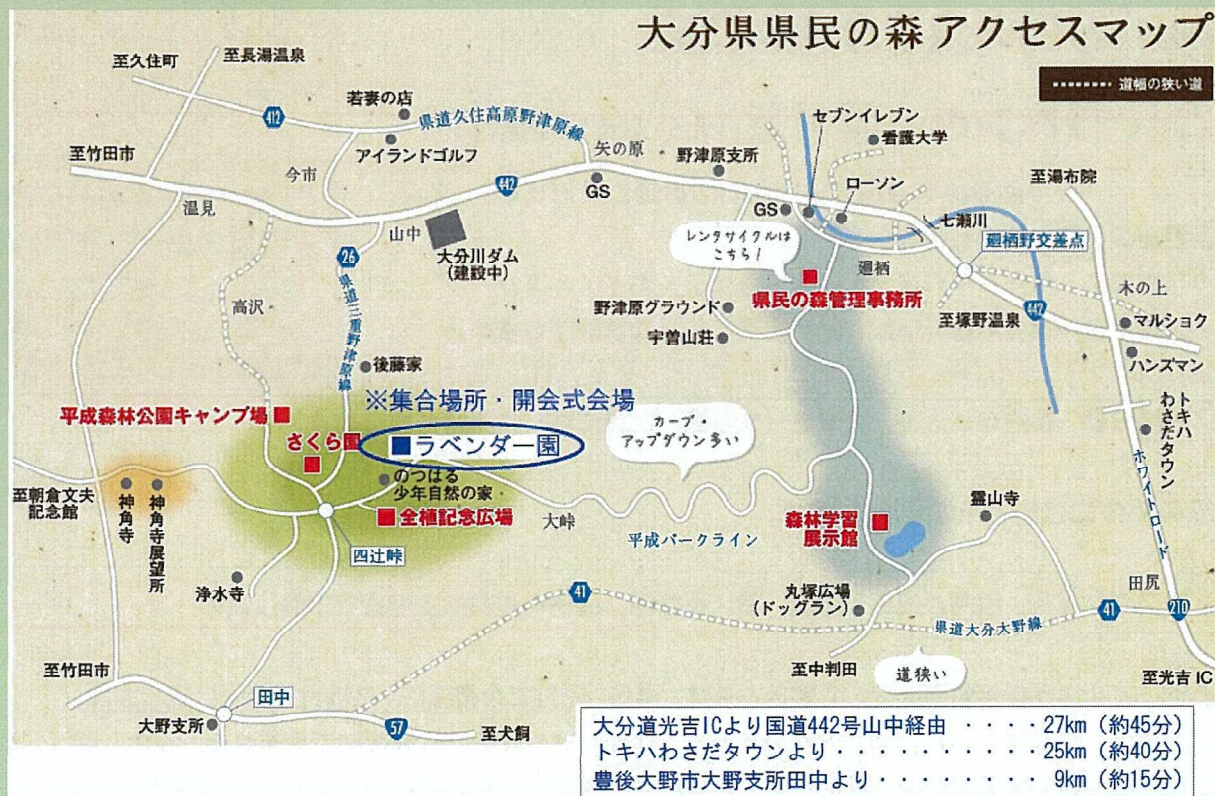 大分県県民の森アクセスマップ
道幅の狭い道
至久住町
至長湯温泉
若妻の店
412
県道久住高原野津原線
アイランドゴルフ
至竹田市
今市
矢の原
野津原支所
セブンイレブン
看護大学
ローソン
至湯布院
温見
442
GS
GS
七瀬川
山中
大分川ダム
(建設中)
レンタサイクルは
こちら!
廻栖
廻栖野交差点
26
県道三重野津原線
高沢
県民の森管理事務所
野津原グラウンド
宇曽山荘
至塚野温泉
442
木の上
マルショク
ハンズマン
後藤家
※集合場所・開会式会場
平成森林公園キャンプ場
さくら園
■ラベンダー園
カーブ・
アップダウン多い
トキハ
わさだタウン
ホワイトロード
至朝倉文夫
記念館
神角寺
神角寺展望所
のつはる
少年自然の家
全植記念広場
大峠
平成パークライン
森林学習
展示館
霊山寺
四辻峠
浄水寺
41
丸塚広場
(ドッグラン)
田尻
41
210
県道大分大野線
至竹田市
田中
至中判田
道狭い
至光吉IC
大野支所
57
至犬飼
大分道光吉ICより国道442号山中経由 ・・・・27km(約45分)
トキハわさだタウンより・・・・・・・・・・25km(約40分)
豊後大野市大野支所田中より・・・・・・・・ 9km(約15分)